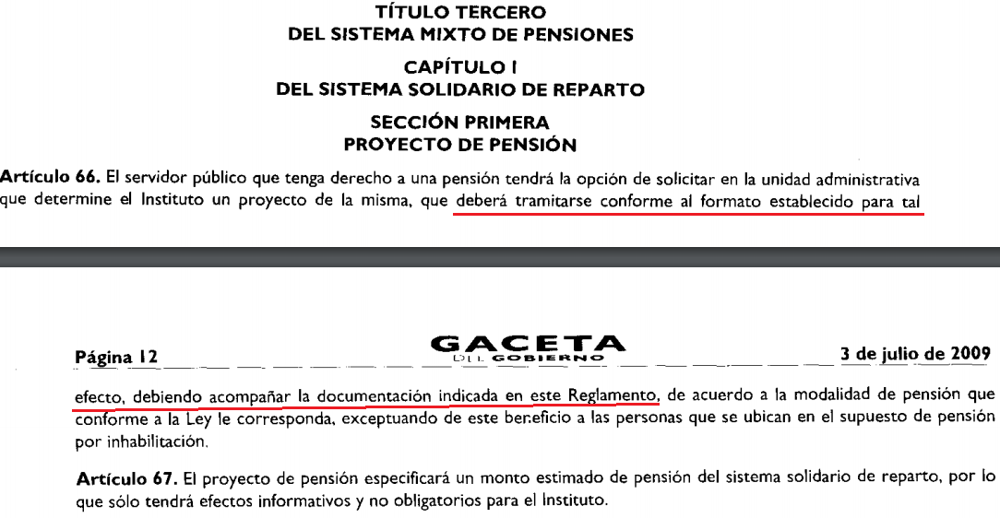 TÍTULO TERCERO
DEL SISTEMA MIXTO DE PENSIONES
CAPÍTULO I
DEL SISTEMA SOLIDARIO DE REPARTO
SECCIÓN PRIMERA
PROYECTO DE PENSIÓN
Artículo 66. El servidor público que tenga derecho a una pensión tendrá la opción de solicitar en la unidad administrativa
que determine el Instituto un proyecto de la misma, que deberá tramitarse conforme al formato establecido para tal
Página 12
GACETA
DEL GOBIERNO
3 de julio de 2009
efecto, debiendo acompañar la documentación indicada en este Reglamento, de acuerdo a la modalidad de pensión que
conforme a la Ley le corresponda, exceptuando de este beneficio a las personas que se ubican en el supuesto de pensión
por inhabilitación.
Artículo 67. El proyecto de pensión especificará un monto estimado de pensión del sistema solidario de reparto, por lo
que sólo tendrá efectos informativos y no obligatorios para el Instituto.